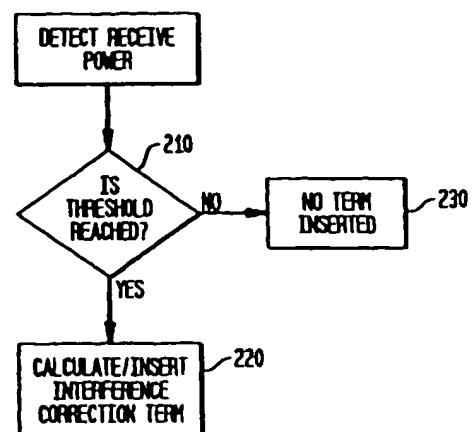 DETECT RECEIVE
POWER
210
IS
THRESHOLD
REACHED?
NO
NO TERM
INSERTED
230
YES
CALCULATE/INSERT
INTERFERENCE
CORRECTION TERM
220